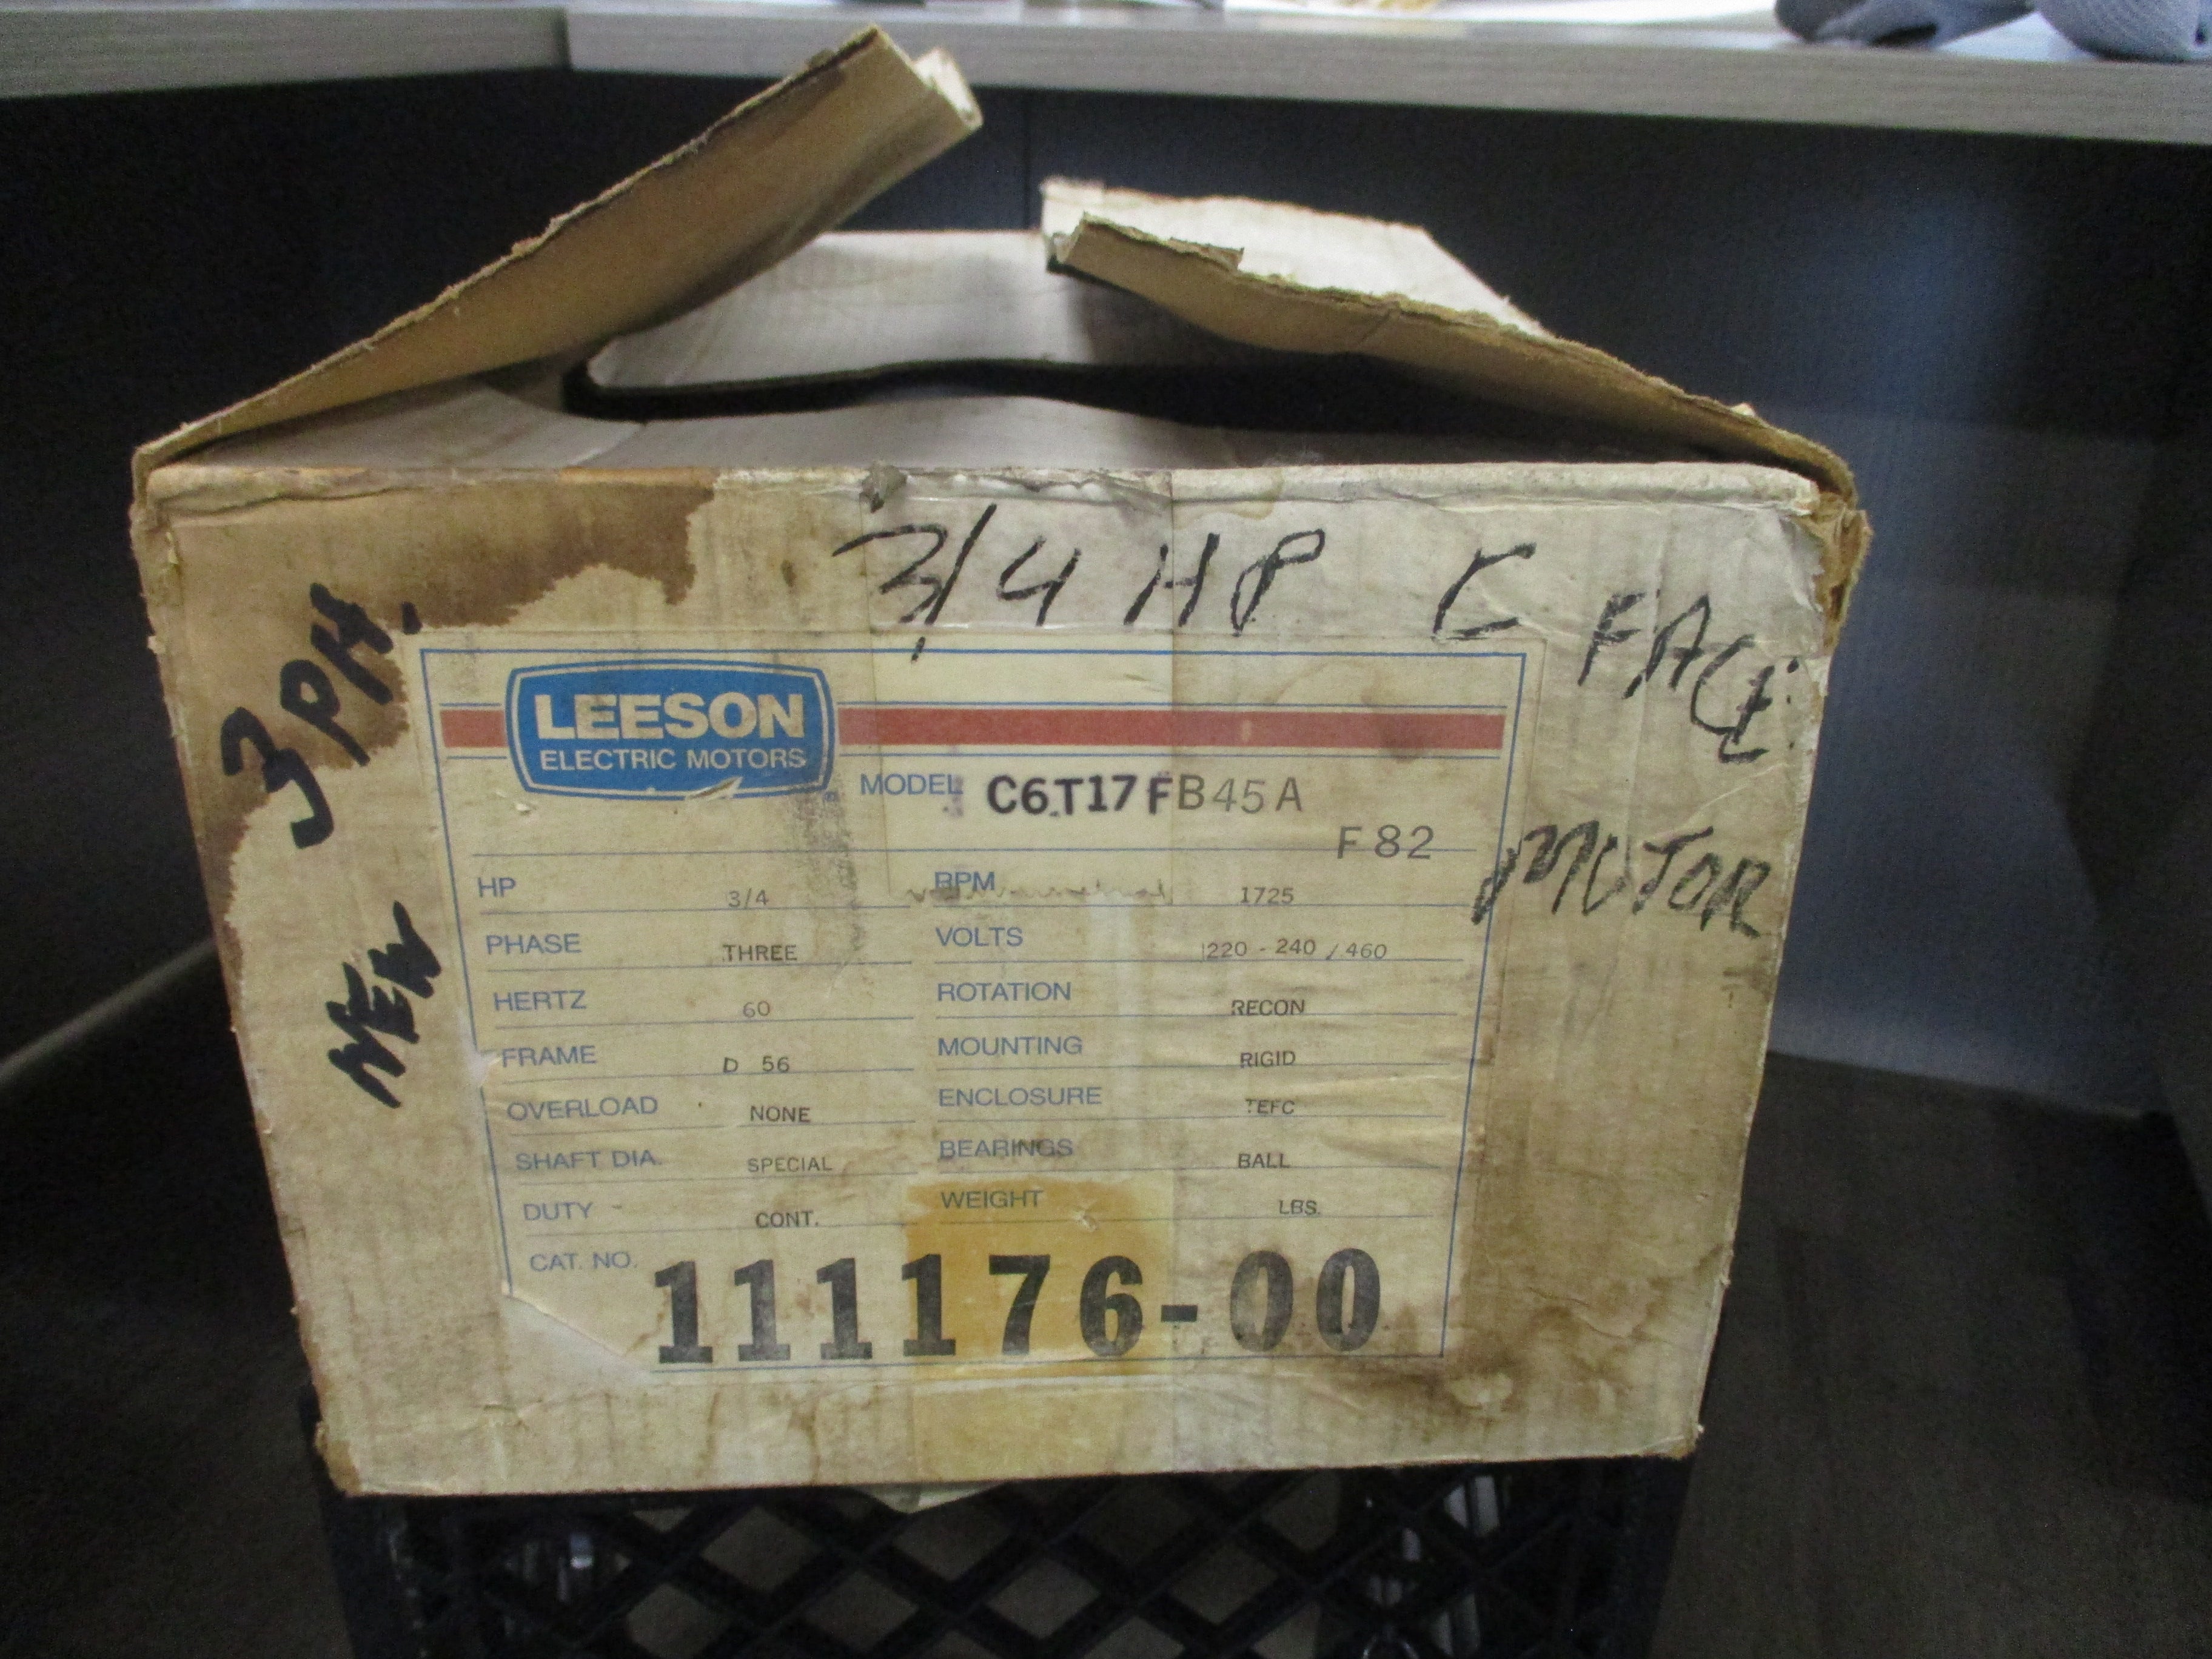 3/4 HP C FACE
MOTOR
3 PH.
NEW
LEESON
ELECTRIC MOTORS
MODEL C6T17FB45A
F82
HP 3/4
RPM 1725
PHASE THREE
VOLTS 220 - 240 / 460
HERTZ 60
ROTATION RECON
FRAME D 56
MOUNTING RIGID
OVERLOAD NONE
ENCLOSURE TEFC
SHAFT DIA. SPECIAL
BEARINGS BALL
DUTY CONT.
WEIGHT LBS.
CAT. NO. 111176-00